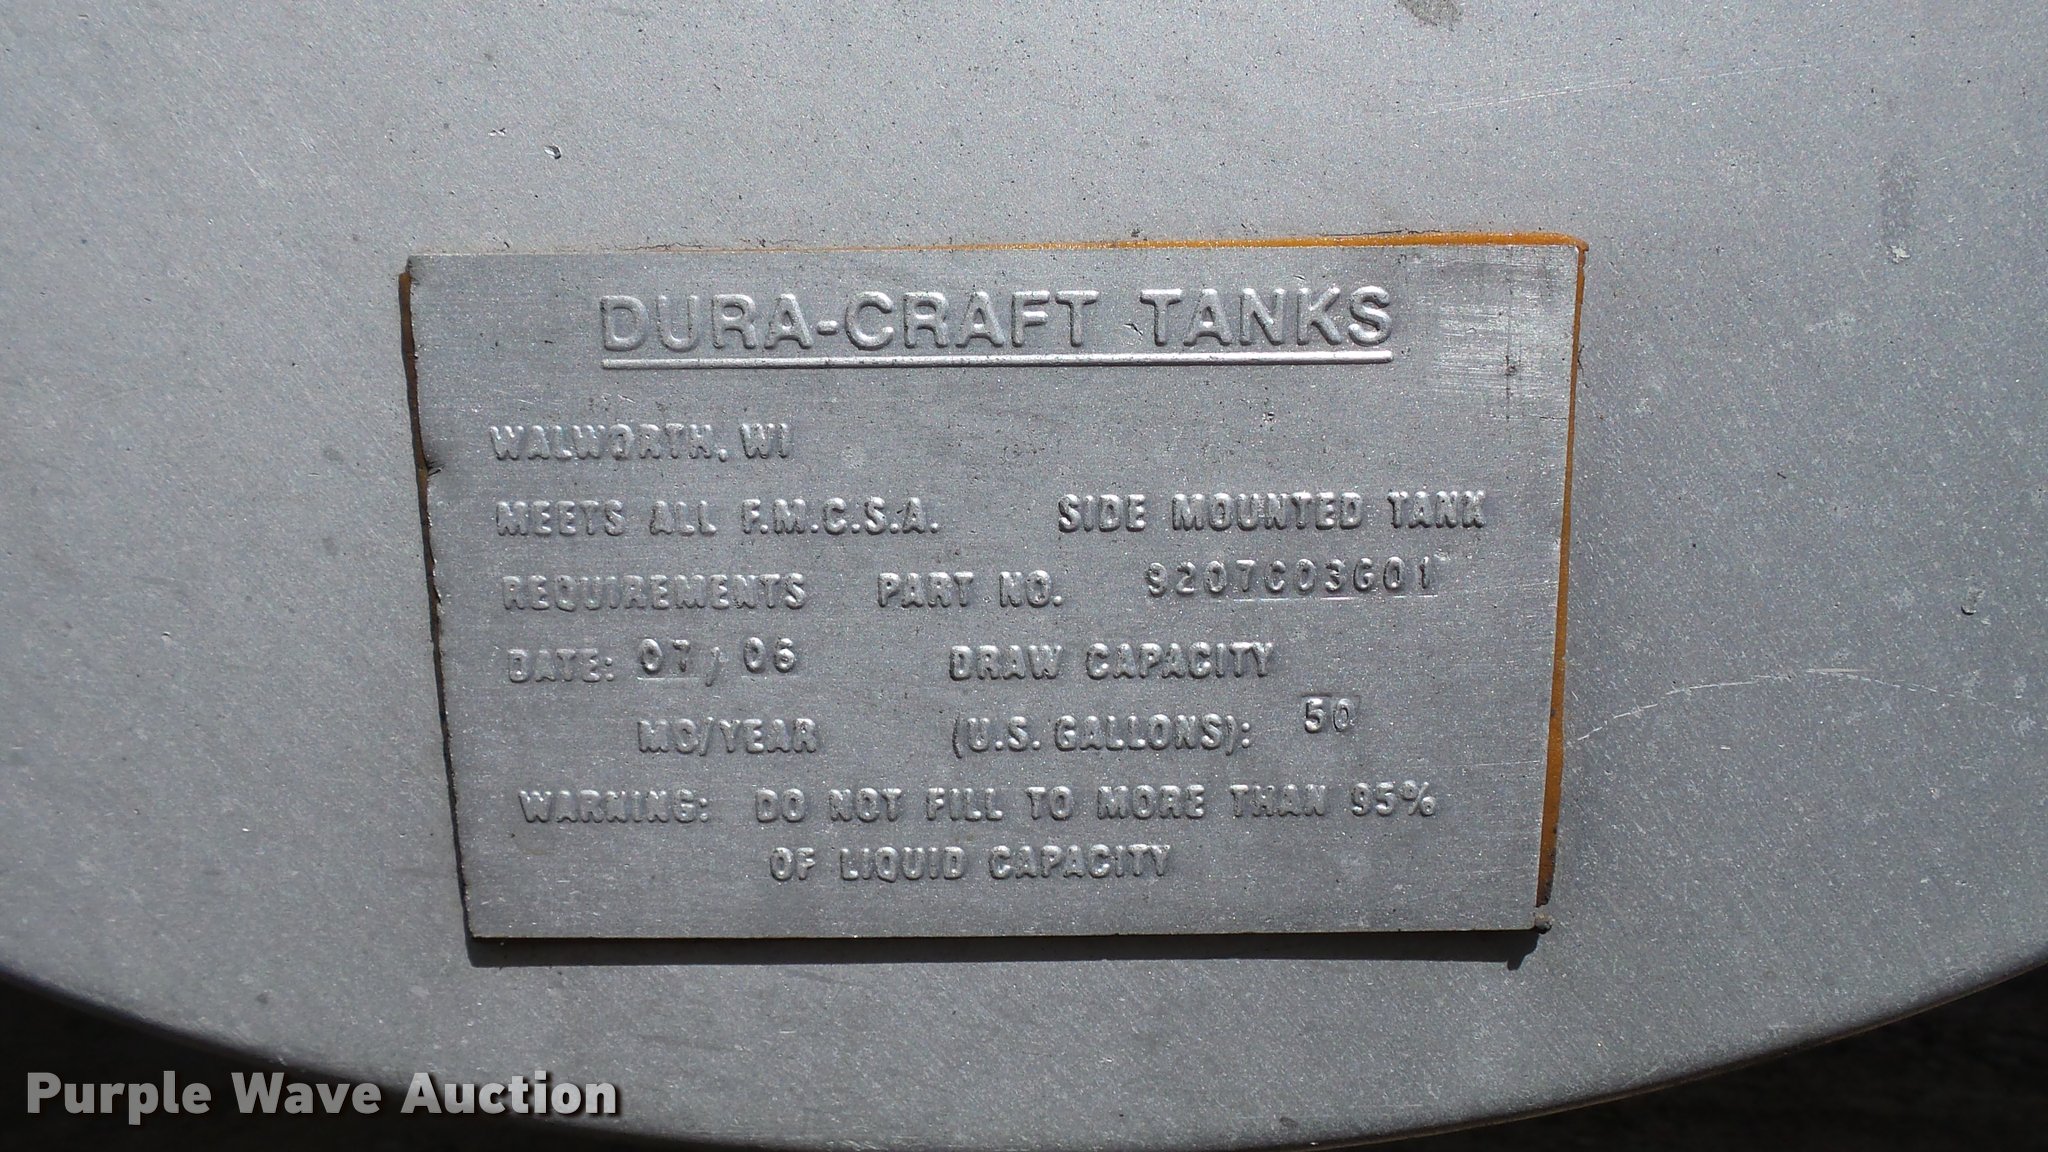 DURA-CRAFT TANKS
WALWORTH, WI
MEETS ALL F.M.C.S.A. SIDE MOUNTED TANK
REQUIREMENTS PART NO. 9207C03G01
DATE: 07/06 DRAW CAPACITY
MO/YEAR (U.S. GALLONS): 50
WARNING: DO NOT FILL TO MORE THAN 95%
OF LIQUID CAPACITY
Purple Wave Auction